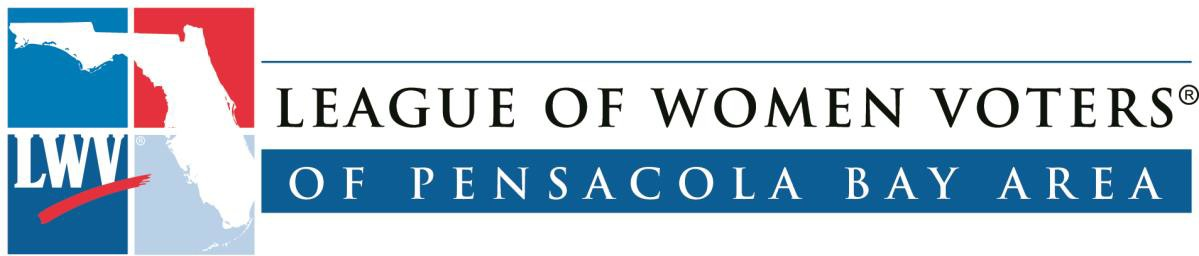 LWV®
LEAGUE OF WOMEN VOTERS®
OF PENSACOLA BAY AREA